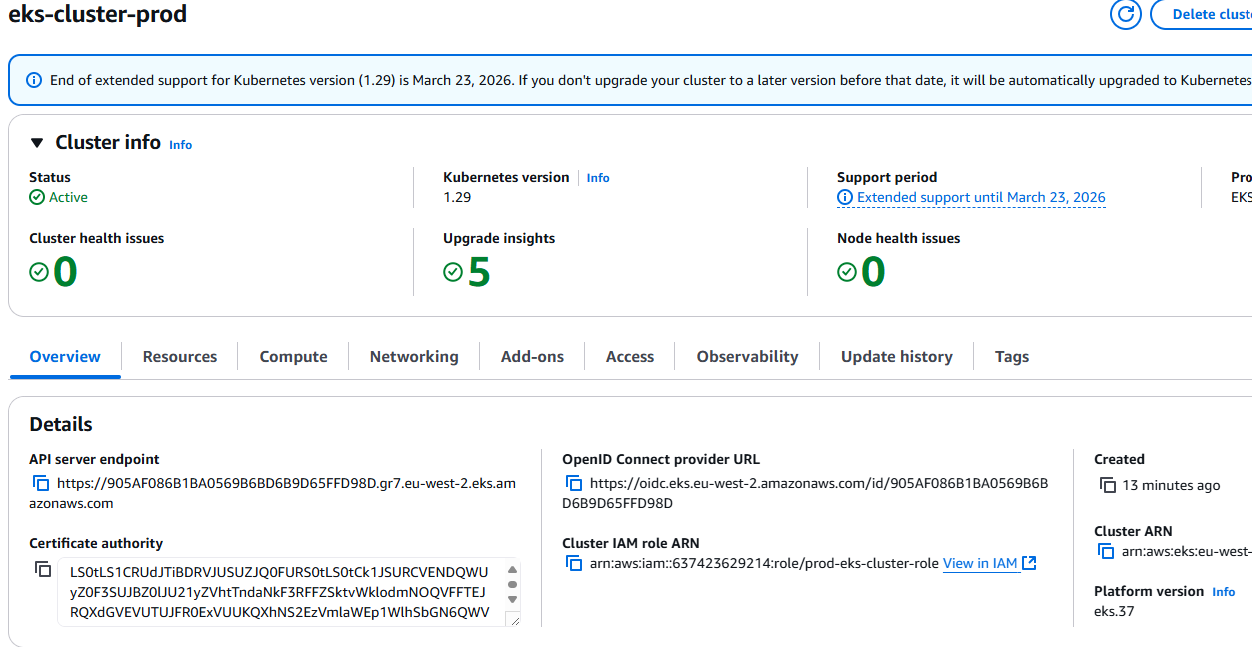 eks-cluster-prod
Delete clust
End of extended support for Kubernetes version (1.29) is March 23, 2026. If you don't upgrade your cluster to a later version before that date, it will be automatically upgraded to Kubernetes
Cluster info Info
Status
Active
Kubernetes version Info
1.29
Support period
Extended support until March 23, 2026
Pro
EKS
Cluster health issues
0
Upgrade insights
5
Node health issues
0
Overview Resources Compute Networking Add-ons Access Observability Update history Tags
Details
API server endpoint
https://905AF086B1BA0569B6BD6B9D65FFD98D.gr7.eu-west-2.eks.am
azonaws.com
Certificate authority
LS0tLS1CRUdJTiBDRVJUSUZJQ0FURS0tLS0tCk1JSURCVENDQWU
yZ0F3SUJBZ0lJU21yZVhtTndaNkF3RFFZSktvWklodmNOQVFFTEJ
RQXdGVEVUTUJFR0ExVUUKQXhNS2EzVmlaWEp1WlhSbGN6QWV
OpenID Connect provider URL
https://oidc.eks.eu-west-2.amazonaws.com/id/905AF086B1BA0569B6B
D6B9D65FFD98D
Cluster IAM role ARN
arn:aws:iam::637423629214:role/prod-eks-cluster-role View in IAM
Created
13 minutes ago
Cluster ARN
arn:aws:eks:eu-west-
Platform version Info
eks.37